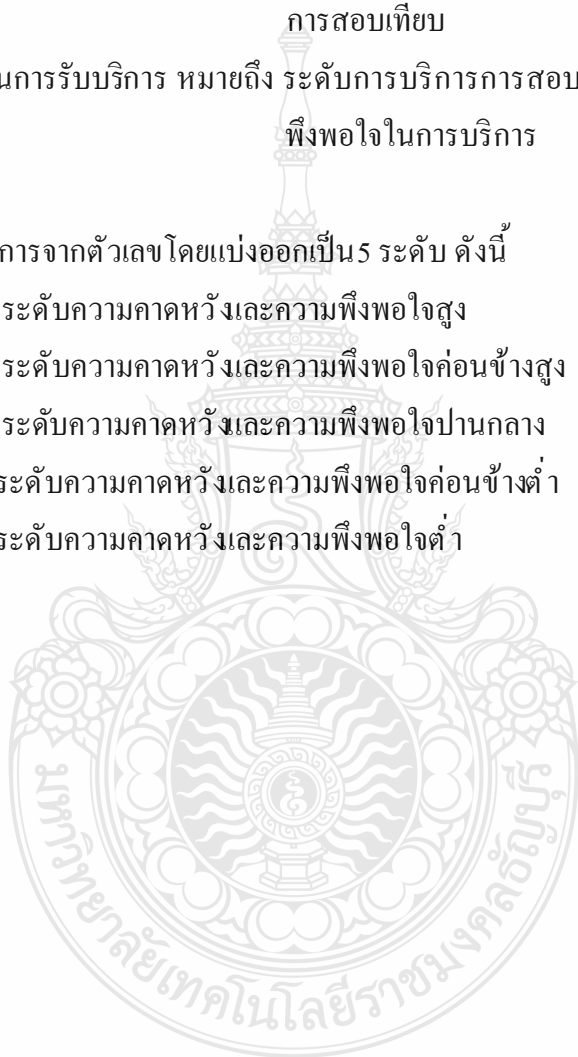 การสอบเทียบ
นการรับบริการ หมายถึง ระดับการบริการการสอบ
พึงพอใจในการบริการ
การจากตัวเลขโดยแบ่งออกเป็น5 ระดับ ดังนี้
ระดับความคาดหวังและความพึงพอใจสูง
ระดับความคาดหวังและความพึงพอใจค่อนข้างสูง
ระดับความคาดหวังและความพึงพอใจปานกลาง
ระดับความคาดหวังและความพึงพอใจค่อนข้างต่ำ
ระดับความคาดหวังและความพึงพอใจต่ำ
มหาวิทยาลัยเทคโนโลยีราชมงคลธัญบุรี